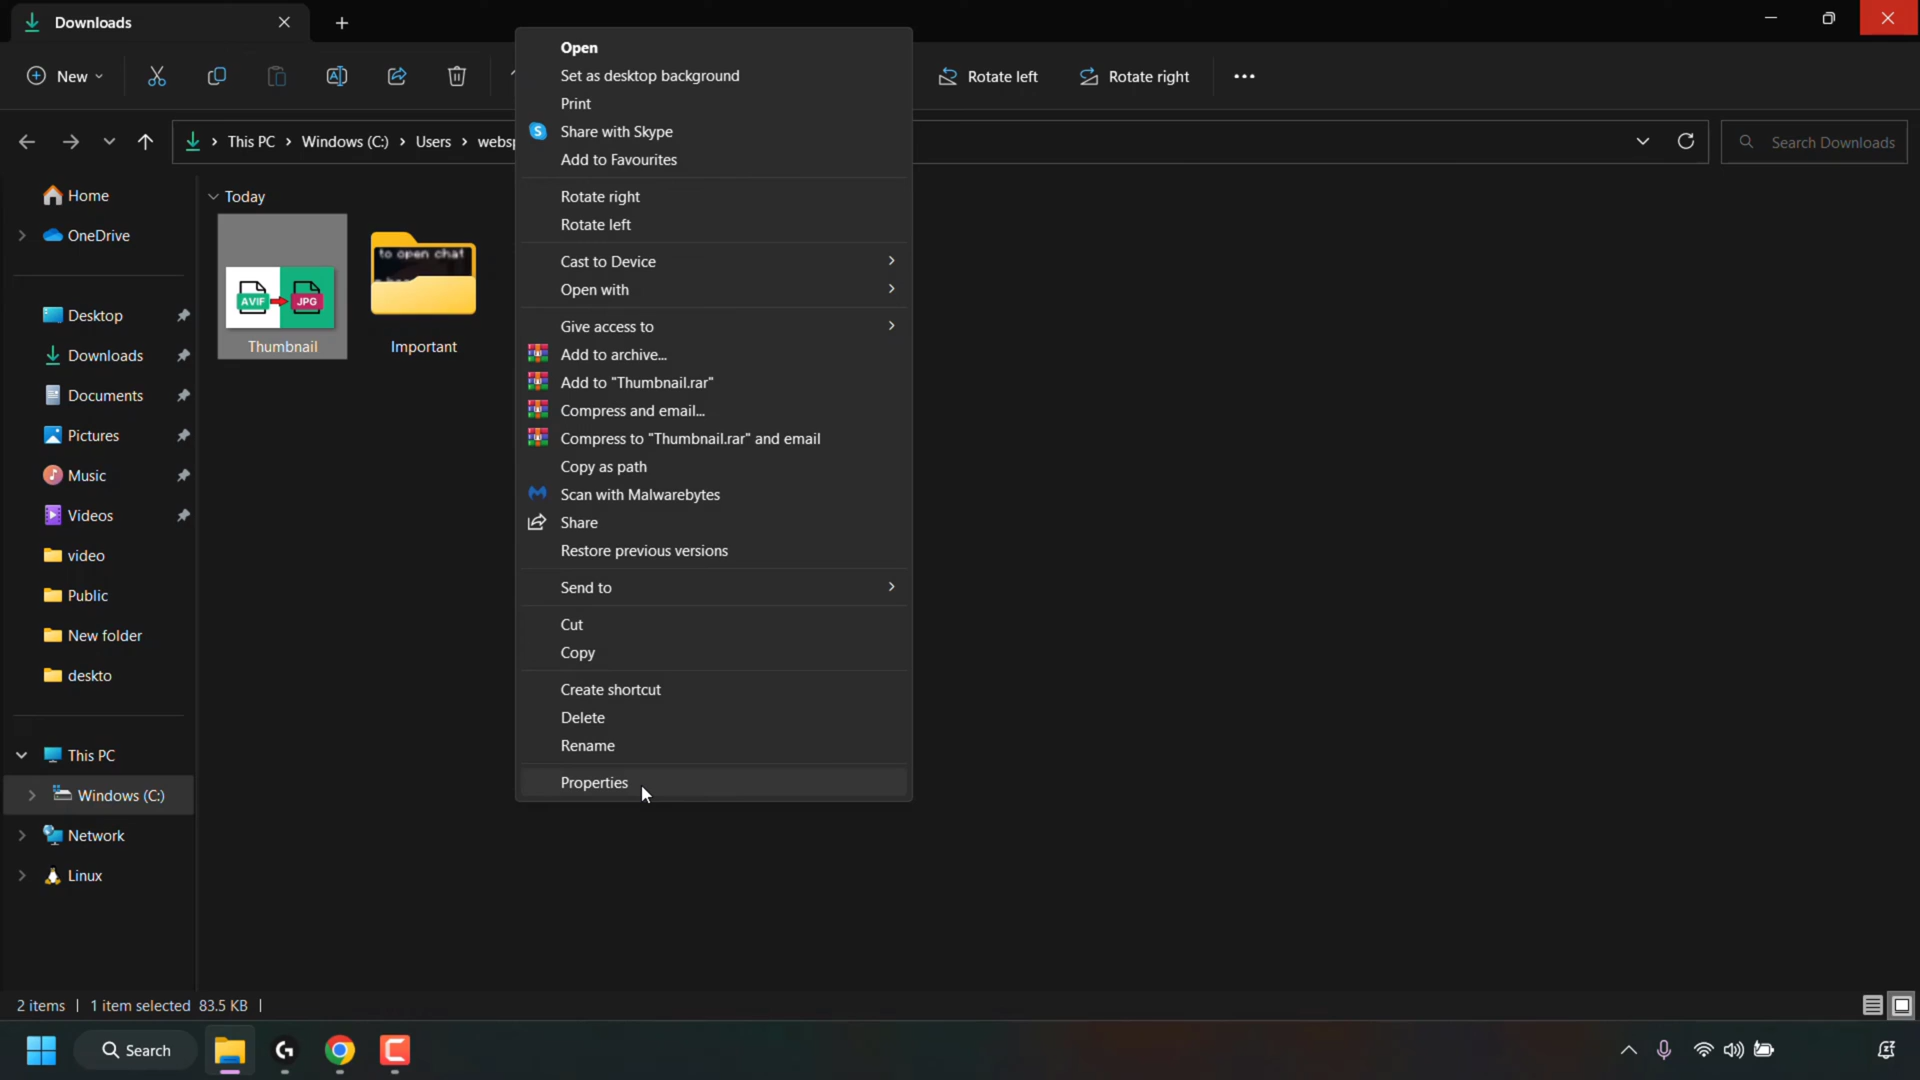 Downloads
New
Rotate left
Rotate right
This PC
Windows (C:)
Users
Search Downloads
Home
OneDrive
Desktop
Downloads
Documents
Pictures
Music
Videos
video
Public
New folder
deskto
This PC
Windows (C:)
Network
Linux
Today
AVIF
JPG
Thumbnail
to open chat
Important
Open
Set as desktop background
Print
Share with Skype
Add to Favourites
Rotate right
Rotate left
Cast to Device
Open with
Give access to
Add to archive...
Add to "Thumbnail.rar"
Compress and email...
Compress to "Thumbnail.rar" and email
Copy as path
Scan with Malwarebytes
Share
Restore previous versions
Send to
Cut
Copy
Create shortcut
Delete
Rename
Properties
2 items
1 item selected 83.5 KB
Search